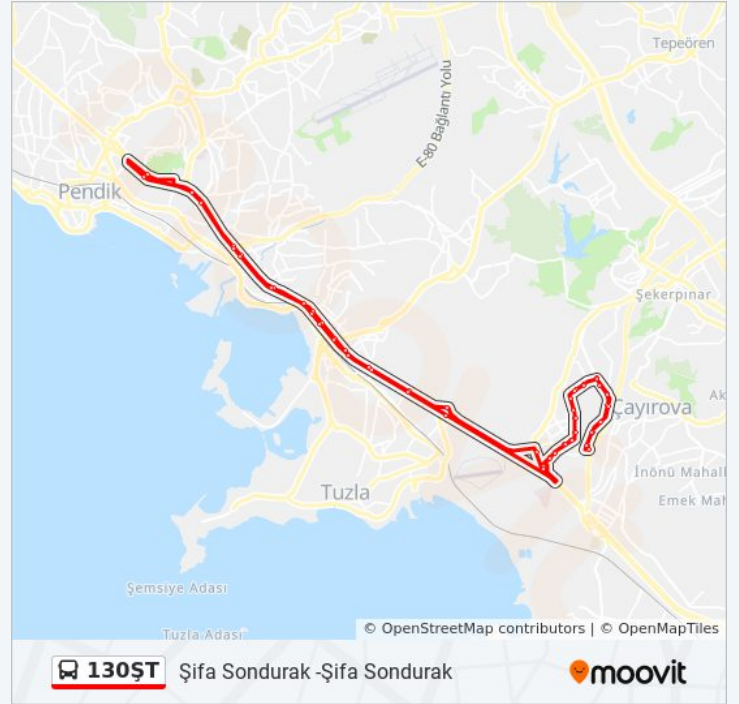 Tepeören
E-80 Bağlantı Yolu
Pendik
Şekerpınar
Çayırova
Ak
İnönü Mahall
Emek Mah
Tuzla
Şemsiye Adası
Tuzla Adası
© OpenStreetMap contributors | © OpenMapTiles
130ŞT Şifa Sondurak -Şifa Sondurak moovit